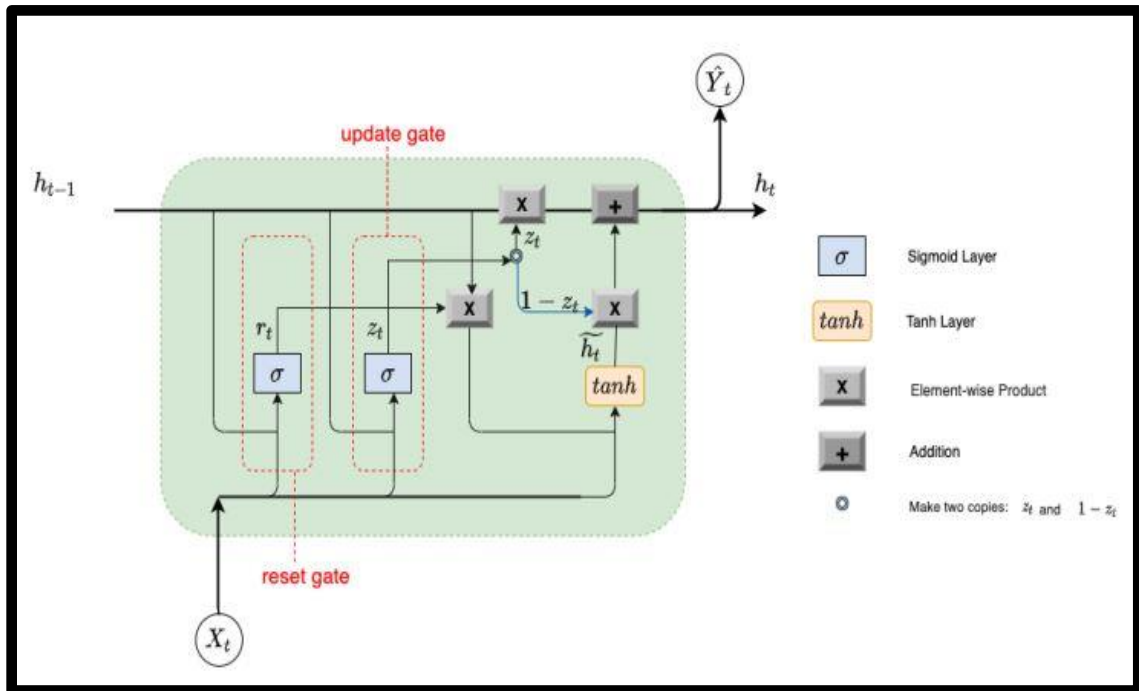 Ŷ_t
update gate
h_{t-1}
h_t
x
+
z_t
σ
Sigmoid Layer
x
1 − z_t
x
r_t
z_t
h̃_t
tanh
Tanh Layer
σ
σ
tanh
x
Element-wise Product
+
Addition
Make two copies: z_t and 1 − z_t
reset gate
X_t